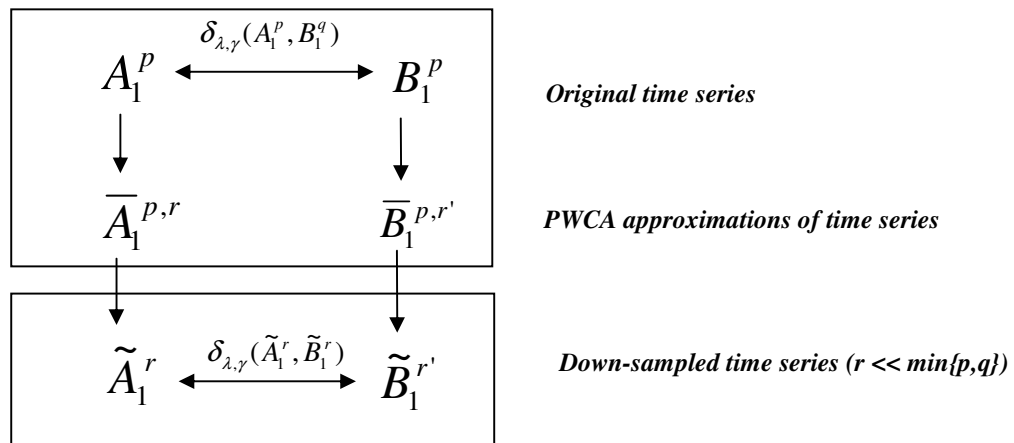 δ_{λ,γ}(A_1^p, B_1^q)
A_1^p B_1^p
Original time series
A̅_1^{p,r} B̅_1^{p,r'}
PWCA approximations of time series
δ_{λ,γ}(Ã_1^r, B̃_1^r)
Ã_1^r B̃_1^{r'}
Down-sampled time series (r << min{p,q})